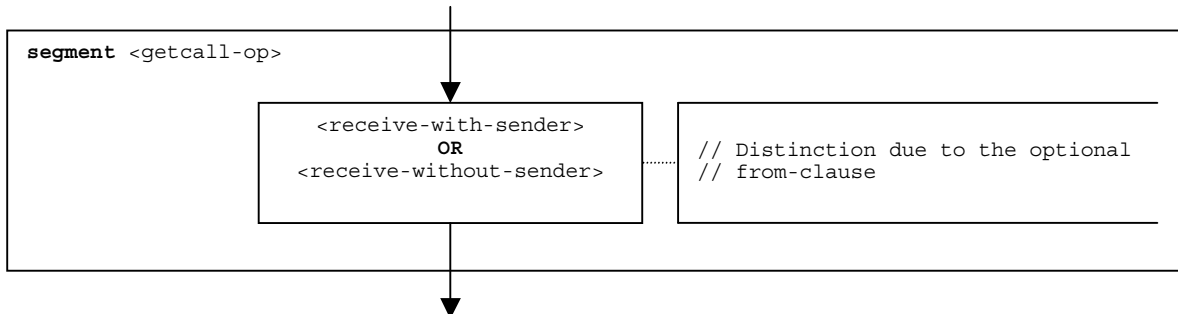 segment <getcall-op>
<receive-with-sender>
OR
<receive-without-sender>
// Distinction due to the optional
// from-clause